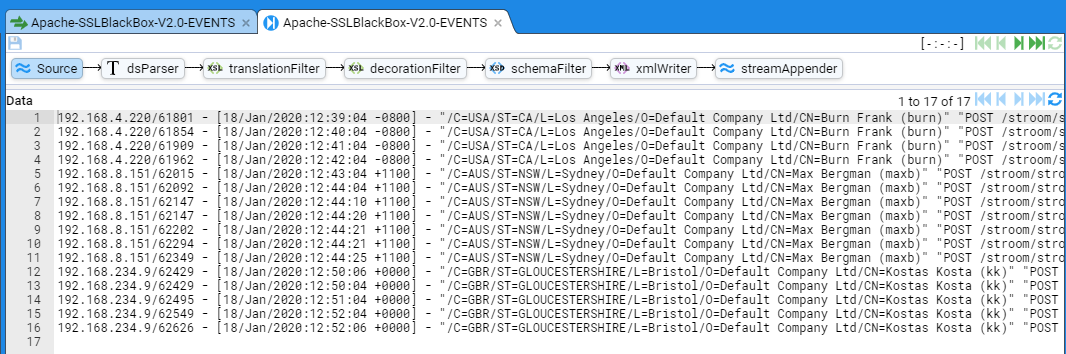 Apache-SSLBlackBox-V2.0-EVENTS × Apache-SSLBlackBox-V2.0-EVENTS ×
[-:-:-]
Source T dsParser XSL translationFilter XSL decorationFilter XSD schemaFilter XML xmlWriter streamAppender
Data 1 to 17 of 17
1 192.168.4.220/61801 - [18/Jan/2020:12:39:04 -0800] - "/C=USA/ST=CA/L=Los Angeles/O=Default Company Ltd/CN=Burn Frank (burn)" "POST /stroom/s
2 192.168.4.220/61854 - [18/Jan/2020:12:40:04 -0800] - "/C=USA/ST=CA/L=Los Angeles/O=Default Company Ltd/CN=Burn Frank (burn)" "POST /stroom/s
3 192.168.4.220/61909 - [18/Jan/2020:12:41:04 -0800] - "/C=USA/ST=CA/L=Los Angeles/O=Default Company Ltd/CN=Burn Frank (burn)" "POST /stroom/s
4 192.168.4.220/61962 - [18/Jan/2020:12:42:04 -0800] - "/C=USA/ST=CA/L=Los Angeles/O=Default Company Ltd/CN=Burn Frank (burn)" "POST /stroom/s
5 192.168.8.151/62015 - [18/Jan/2020:12:43:04 +1100] - "/C=AUS/ST=NSW/L=Sydney/O=Default Company Ltd/CN=Max Bergman (maxb)" "POST /stroom/stro
6 192.168.8.151/62092 - [18/Jan/2020:12:44:04 +1100] - "/C=AUS/ST=NSW/L=Sydney/O=Default Company Ltd/CN=Max Bergman (maxb)" "POST /stroom/stro
7 192.168.8.151/62147 - [18/Jan/2020:12:44:10 +1100] - "/C=AUS/ST=NSW/L=Sydney/O=Default Company Ltd/CN=Max Bergman (maxb)" "POST /stroom/stro
8 192.168.8.151/62147 - [18/Jan/2020:12:44:20 +1100] - "/C=AUS/ST=NSW/L=Sydney/O=Default Company Ltd/CN=Max Bergman (maxb)" "POST /stroom/stro
9 192.168.8.151/62202 - [18/Jan/2020:12:44:21 +1100] - "/C=AUS/ST=NSW/L=Sydney/O=Default Company Ltd/CN=Max Bergman (maxb)" "POST /stroom/stro
10 192.168.8.151/62294 - [18/Jan/2020:12:44:21 +1100] - "/C=AUS/ST=NSW/L=Sydney/O=Default Company Ltd/CN=Max Bergman (maxb)" "POST /stroom/stro
11 192.168.8.151/62349 - [18/Jan/2020:12:44:25 +1100] - "/C=AUS/ST=NSW/L=Sydney/O=Default Company Ltd/CN=Max Bergman (maxb)" "POST /stroom/stro
12 192.168.234.9/62429 - [18/Jan/2020:12:50:06 +0000] - "/C=GBR/ST=GLOUCESTERSHIRE/L=Bristol/O=Default Company Ltd/CN=Kostas Kosta (kk)" "POST
13 192.168.234.9/62429 - [18/Jan/2020:12:50:04 +0000] - "/C=GBR/ST=GLOUCESTERSHIRE/L=Bristol/O=Default Company Ltd/CN=Kostas Kosta (kk)" "POST
14 192.168.234.9/62495 - [18/Jan/2020:12:51:04 +0000] - "/C=GBR/ST=GLOUCESTERSHIRE/L=Bristol/O=Default Company Ltd/CN=Kostas Kosta (kk)" "POST
15 192.168.234.9/62549 - [18/Jan/2020:12:52:04 +0000] - "/C=GBR/ST=GLOUCESTERSHIRE/L=Bristol/O=Default Company Ltd/CN=Kostas Kosta (kk)" "POST
16 192.168.234.9/62626 - [18/Jan/2020:12:52:06 +0000] - "/C=GBR/ST=GLOUCESTERSHIRE/L=Bristol/O=Default Company Ltd/CN=Kostas Kosta (kk)" "POST
17